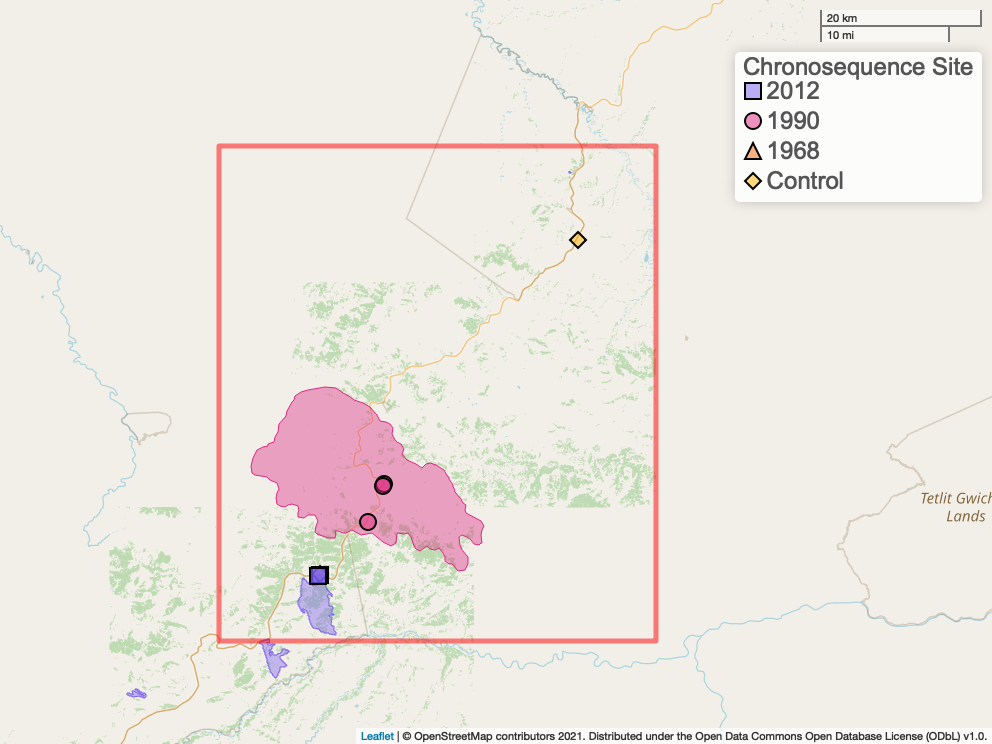 20 km
10 mi
Chronosequence Site
2012
1990
1968
Control
Tetlit Gwich
Lands
Leaflet | © OpenStreetMap contributors 2021. Distributed under the Open Data Commons Open Database License (ODbL) v1.0.